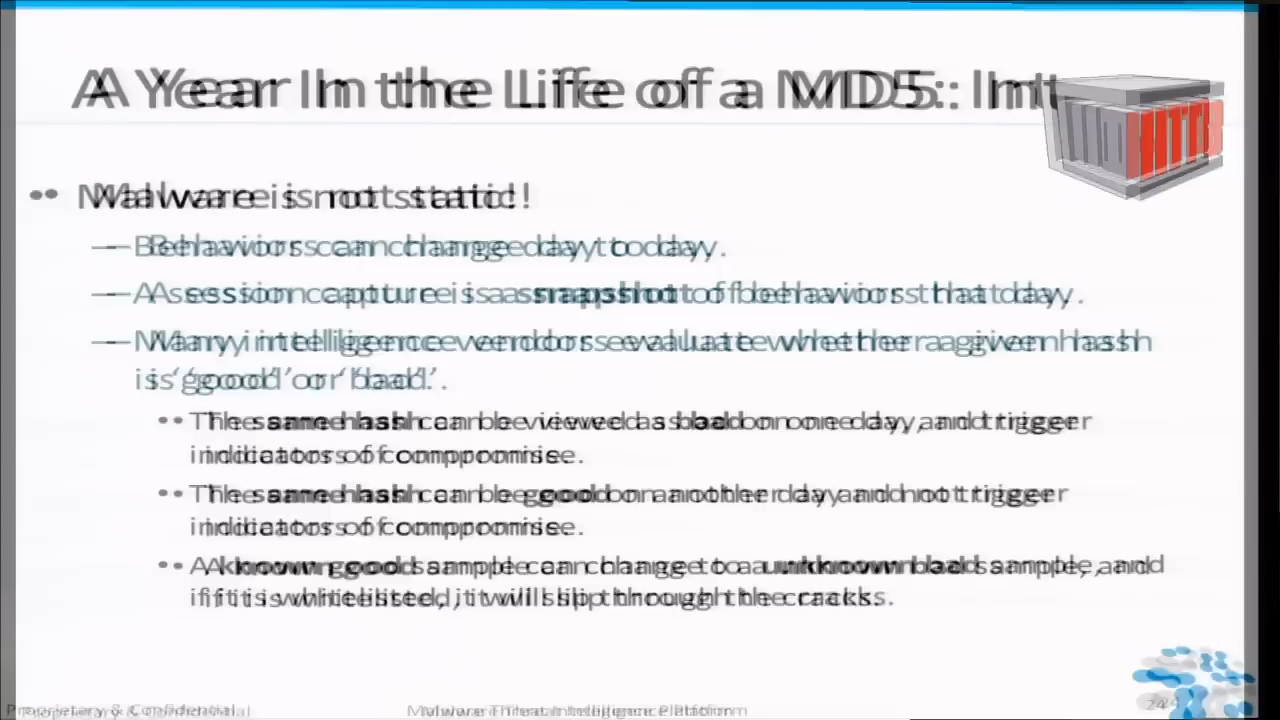 A Year In the Life of a MD5: Int
• Malware is not static!
— Behaviors can change day to day.
— A session capture is a snapshot of behaviors that day.
— Many intelligence vendors evaluate whether a given hash
is 'good' or 'bad'.
• The same hash can be viewed as bad on one day, and trigger
indicators of compromise.
• The same hash can be good on another day and not trigger
indicators of compromise.
• A known good sample can change to a unknown bad sample, and
if it is whitelisted, it will slip through the cracks.
Proprietary & Confidential
Malware Threat Intelligence Platform
24